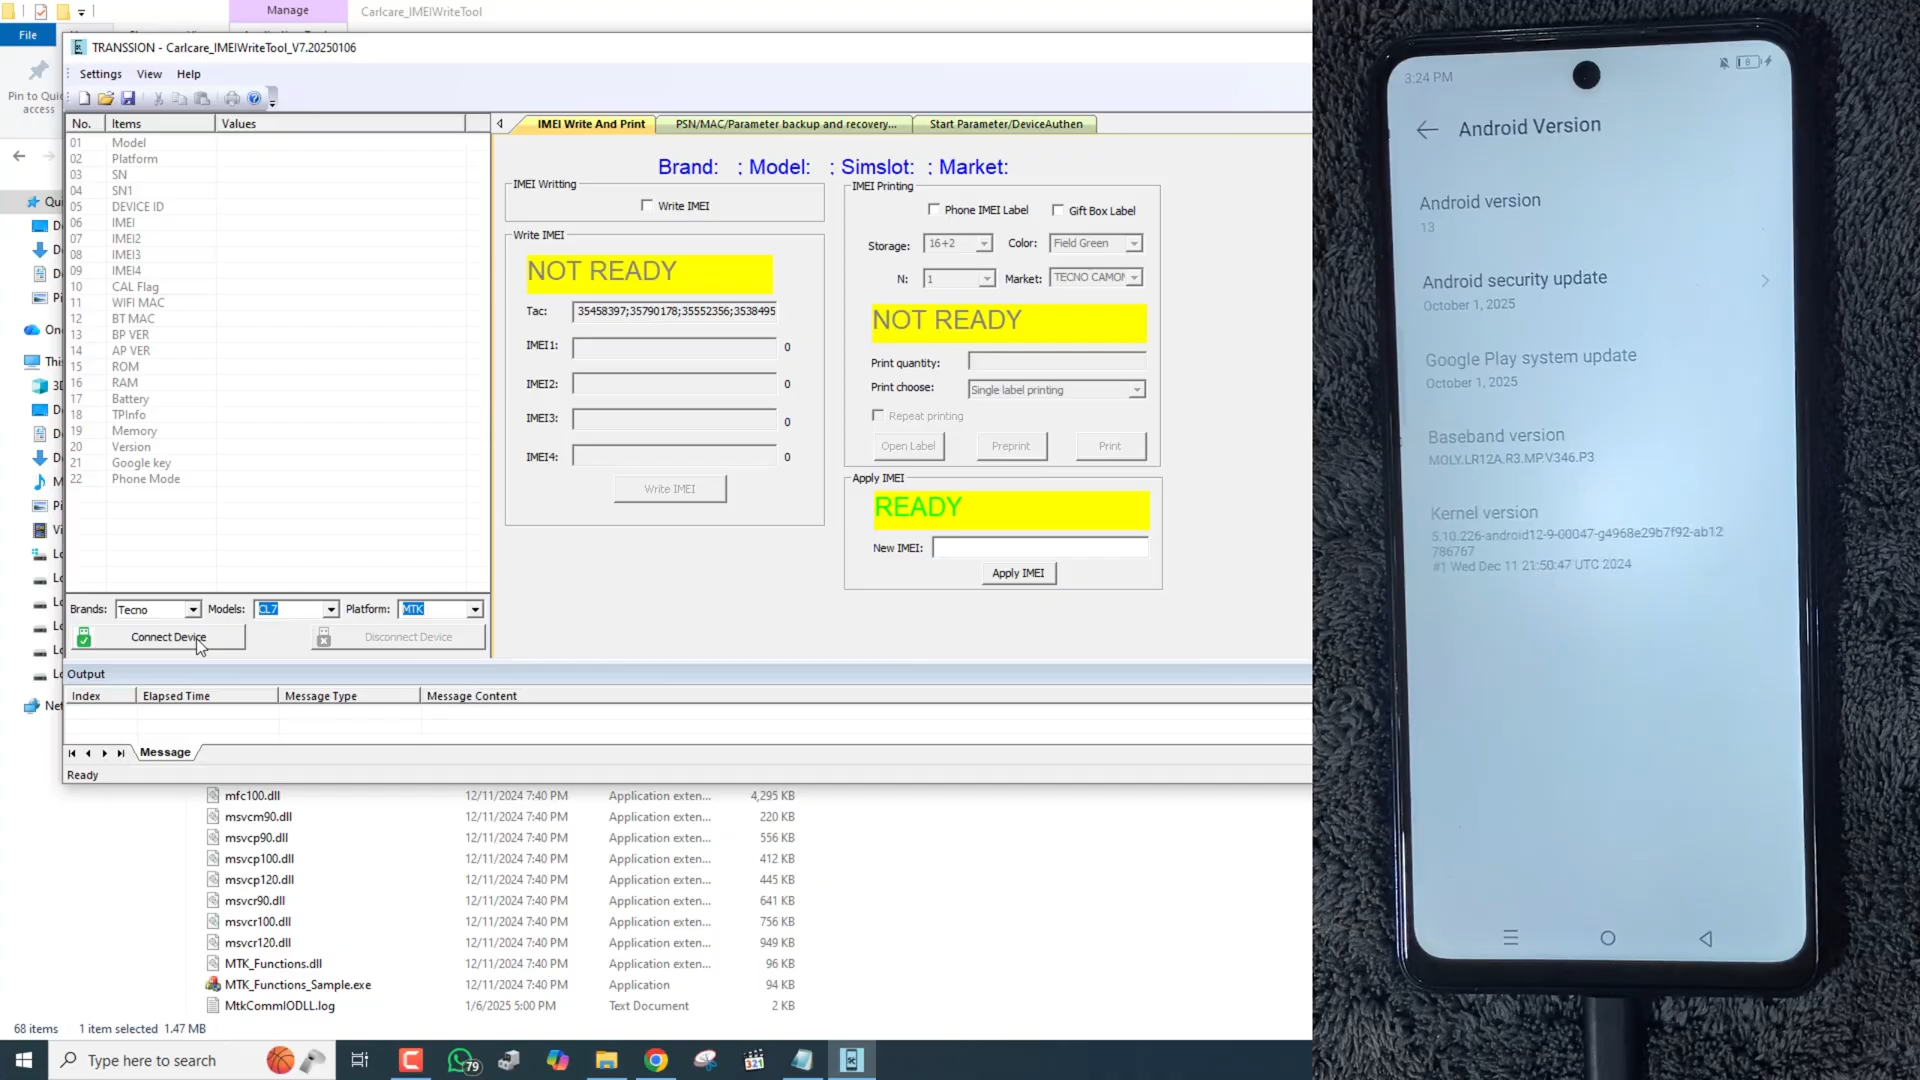 Manage
Carlcare_IMEIWriteTool
File
TRANSSION - Carlcare_IMEIWriteTool_V7.20250106
Settings View Help
Pin to Quic
access
No. Items Values
01 Model
02 Platform
03 SN
04 SN1
05 DEVICE ID
06 IMEI
07 IMEI2
08 IMEI3
09 IMEI4
10 CAL Flag
11 WIFI MAC
12 BT MAC
13 BP VER
14 AP VER
15 ROM
16 RAM
17 Battery
18 TPInfo
19 Memory
20 Version
21 Google key
22 Phone Mode
IMEI Write And Print
PSN/MAC/Parameter backup and recovery...
Start Parameter/DeviceAuthen
Brand: ; Model: ; Simslot: ; Market:
IMEI Writting
Write IMEI
Write IMEI
NOT READY
Tac: 35458397;35790178;35552356;3538495
IMEI1: 0
IMEI2: 0
IMEI3: 0
IMEI4: 0
Write IMEI
IMEI Printing
Phone IMEI Label Gift Box Label
Storage: 16+2 Color: Field Green
N: 1 Market: TECNO CAMON
NOT READY
Print quantity:
Print choose: Single label printing
Repeat printing
Open Label Preprint Print
Apply IMEI
READY
New IMEI:
Apply IMEI
Brands: Tecno Models: CL7 Platform: MTK
Connect Device Disconnect Device
Output
Index Elapsed Time Message Type Message Content
Message
Ready
mfc100.dll 12/11/2024 7:40 PM Application exten... 4,295 KB
msvcm90.dll 12/11/2024 7:40 PM Application exten... 220 KB
msvcp90.dll 12/11/2024 7:40 PM Application exten... 556 KB
msvcp100.dll 12/11/2024 7:40 PM Application exten... 412 KB
msvcp120.dll 12/11/2024 7:40 PM Application exten... 445 KB
msvcr90.dll 12/11/2024 7:40 PM Application exten... 641 KB
msvcr100.dll 12/11/2024 7:40 PM Application exten... 756 KB
msvcr120.dll 12/11/2024 7:40 PM Application exten... 949 KB
MTK_Functions.dll 12/11/2024 7:40 PM Application exten... 96 KB
MTK_Functions_Sample.exe 12/11/2024 7:40 PM Application 94 KB
MtkCommIODLL.log 1/6/2025 5:00 PM Text Document 2 KB
68 items 1 item selected 1.47 MB
Type here to search
79
321
3:24 PM
8
Android Version
Android version
13
Android security update
October 1, 2025
Google Play system update
October 1, 2025
Baseband version
MOLY.LR12A.R3.MP.V346.P3
Kernel version
5.10.226-android12-9-00047-g4968e29b7f92-ab12
786767
#1 Wed Dec 11 21:50:47 UTC 2024